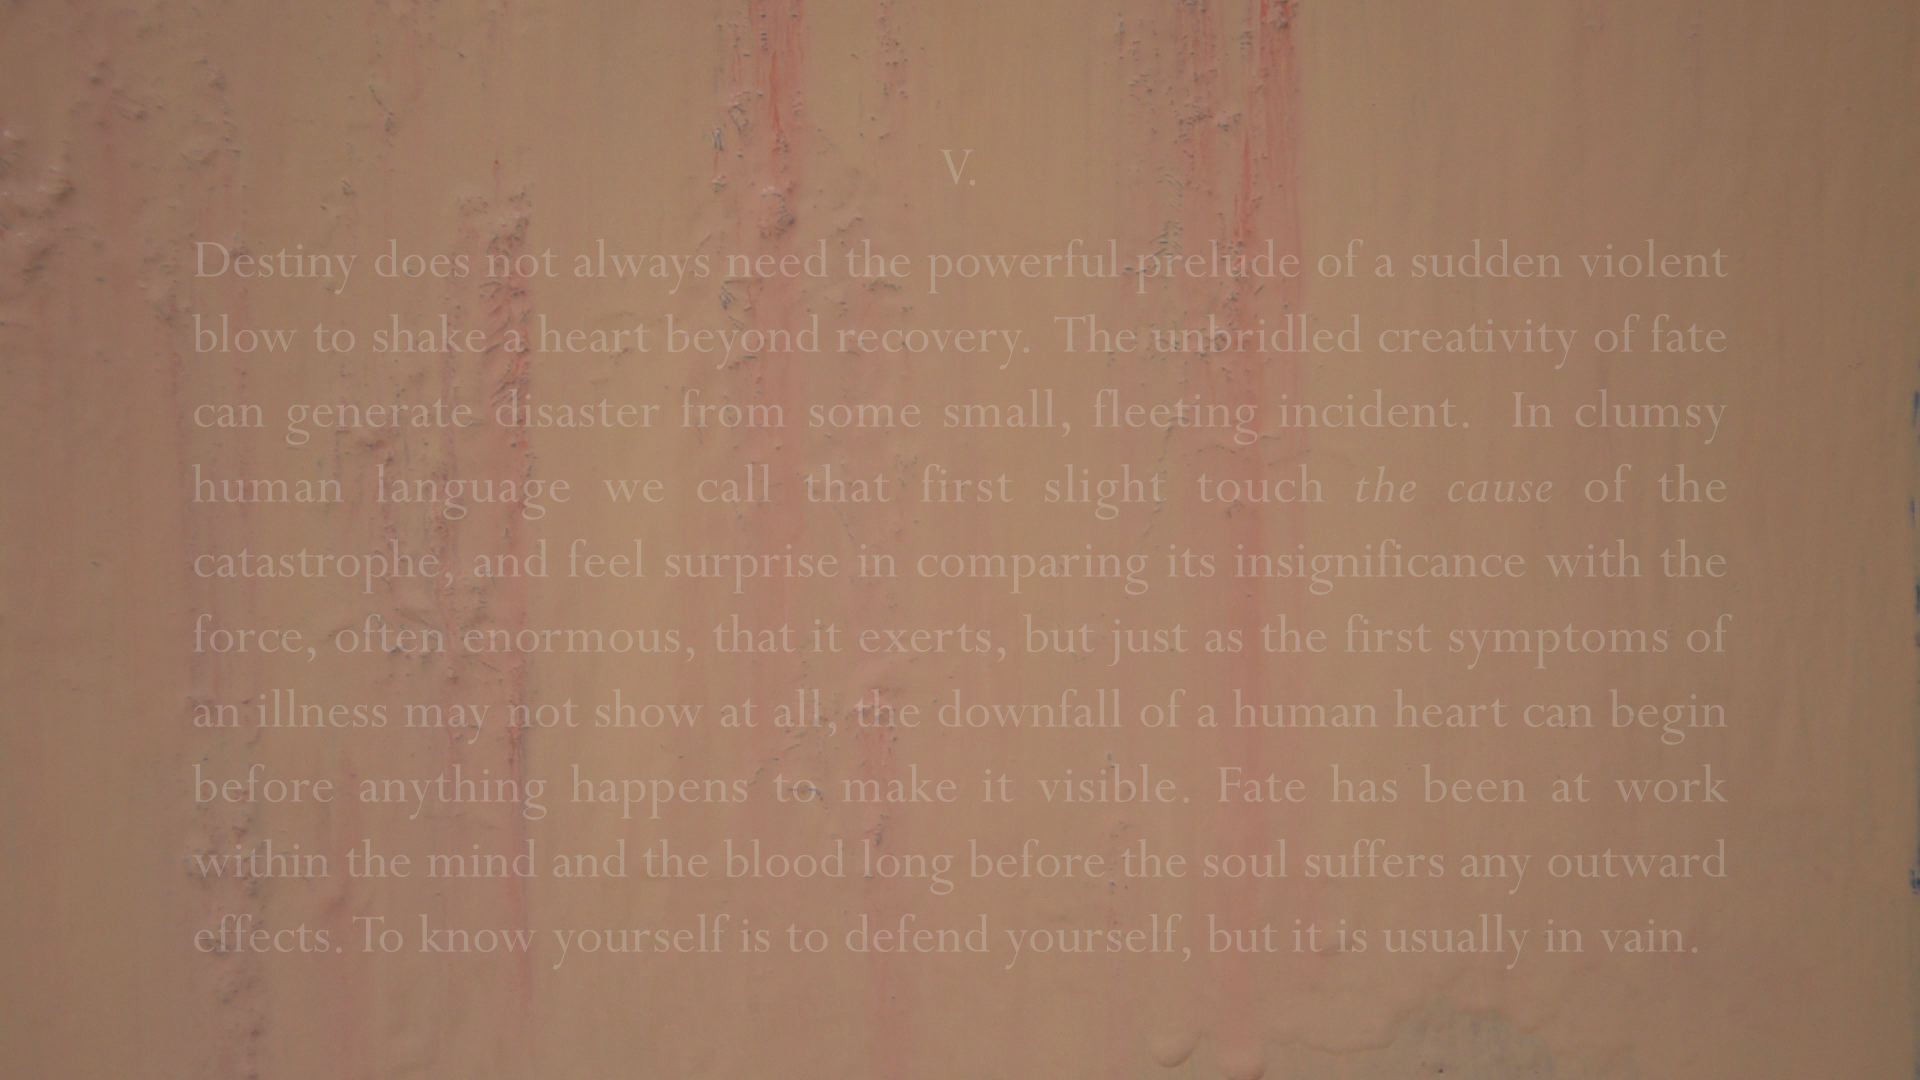 V.
Destiny does not always need the powerful prelude of a sudden violent
blow to shake a heart beyond recovery. The unbridled creativity of fate
can generate disaster from some small, fleeting incident. In clumsy
human language we call that first slight touch the cause of the
catastrophe, and feel surprise in comparing its insignificance with the
force, often enormous, that it exerts, but just as the first symptoms of
an illness may not show at all, the downfall of a human heart can begin
before anything happens to make it visible. Fate has been at work
within the mind and the blood long before the soul suffers any outward
effects. To know yourself is to defend yourself, but it is usually in vain.